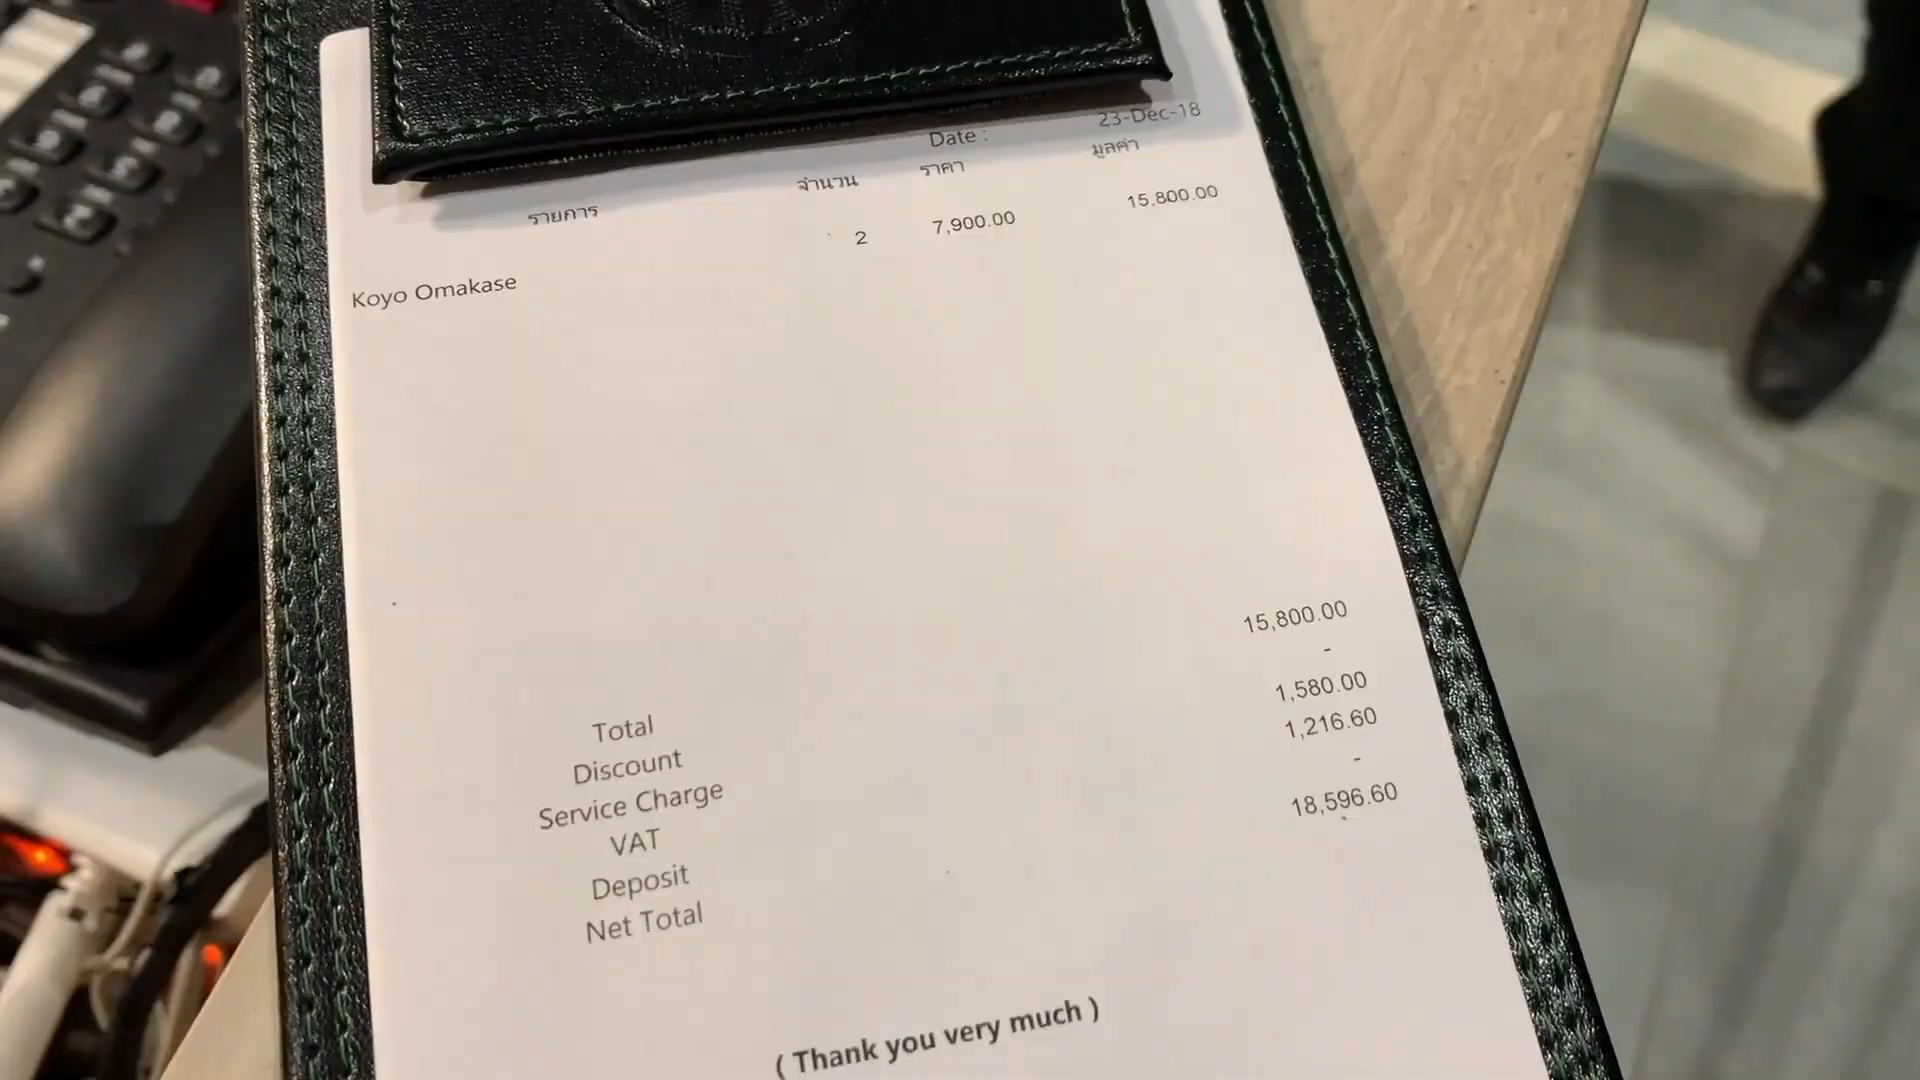 Date : 23-Dec-18
รายการ จำนวน ราคา มูลค่า
Koyo Omakase 2 7,900.00 15,800.00
Total 15,800.00
Discount -
Service Charge 1,580.00
VAT 1,216.60
Deposit -
Net Total 18,596.60
( Thank you very much )